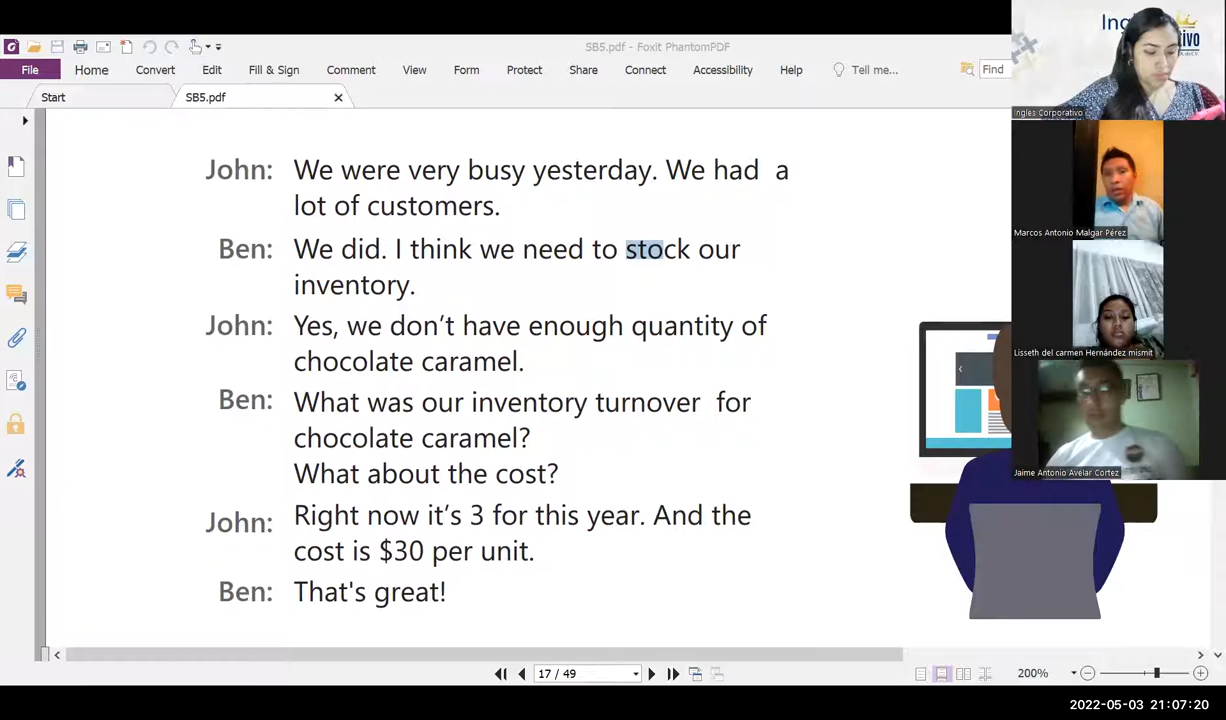 SB5.pdf - Foxit PhantomPDF
File Home Convert Edit Fill & Sign Comment View Form Protect Share Connect Accessibility Help Tell me... Find
Start SB5.pdf
John: We were very busy yesterday. We had a
lot of customers.
Ben: We did. I think we need to stock our
inventory.
John: Yes, we don't have enough quantity of
chocolate caramel.
Ben: What was our inventory turnover for
chocolate caramel?
What about the cost?
John: Right now it's 3 for this year. And the
cost is $30 per unit.
Ben: That's great!
17 / 49
200%
Ingles Corporativo
Marcos Antonio Malgar Pérez
Lisseth del carmen Hernández mismit
Jaime Antonio Avelar Cortez
2022-05-03 21:07:20